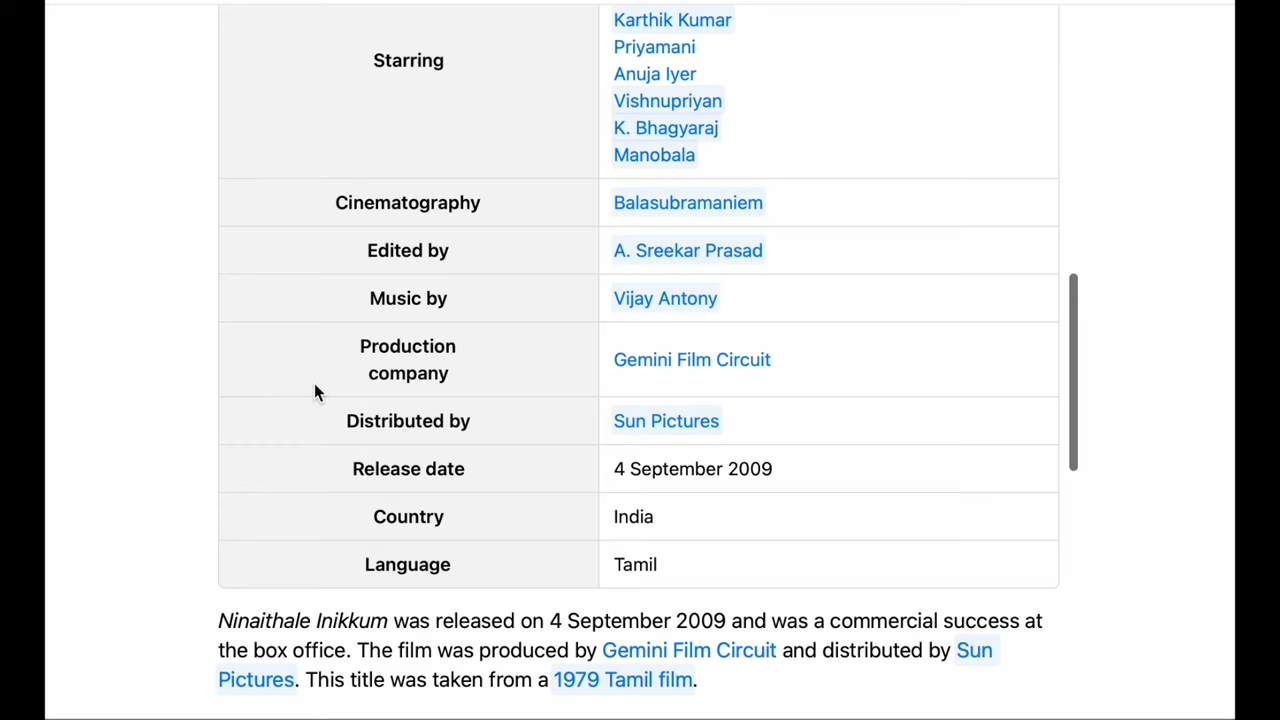 Karthik Kumar
Starring
Priyamani
Anuja Iyer
Vishnupriyan
K. Bhagyaraj
Manobala
Cinematography
Balasubramaniem
Edited by
A. Sreekar Prasad
Music by
Vijay Antony
Production
company
Gemini Film Circuit
Distributed by
Sun Pictures
Release date
4 September 2009
Country
India
Language
Tamil
Ninaithale Inikkum was released on 4 September 2009 and was a commercial success at
the box office. The film was produced by Gemini Film Circuit and distributed by Sun
Pictures. This title was taken from a 1979 Tamil film.